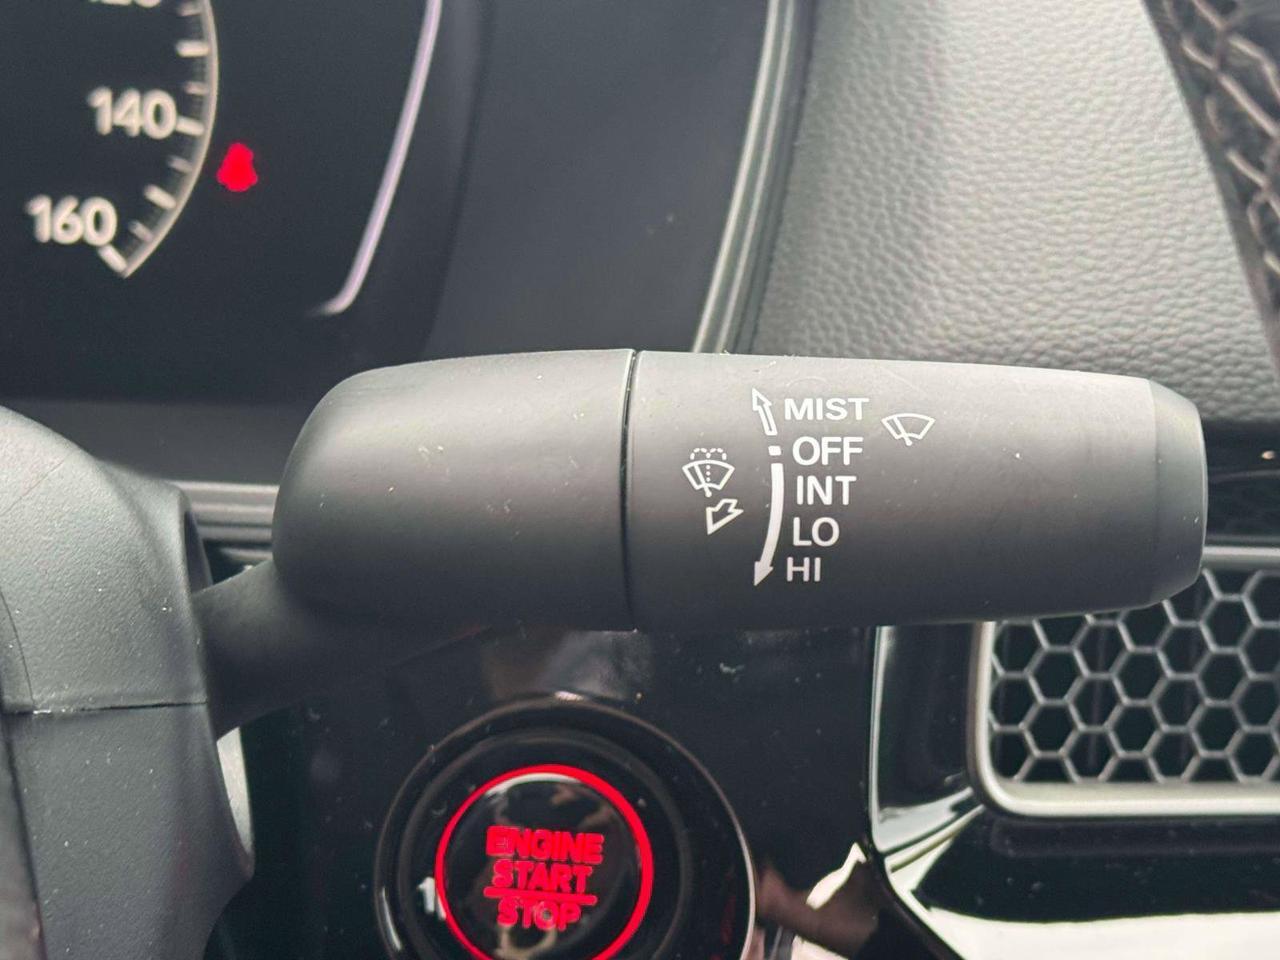 140
160
MIST
OFF
INT
LO
HI
ENGINE
START
STOP